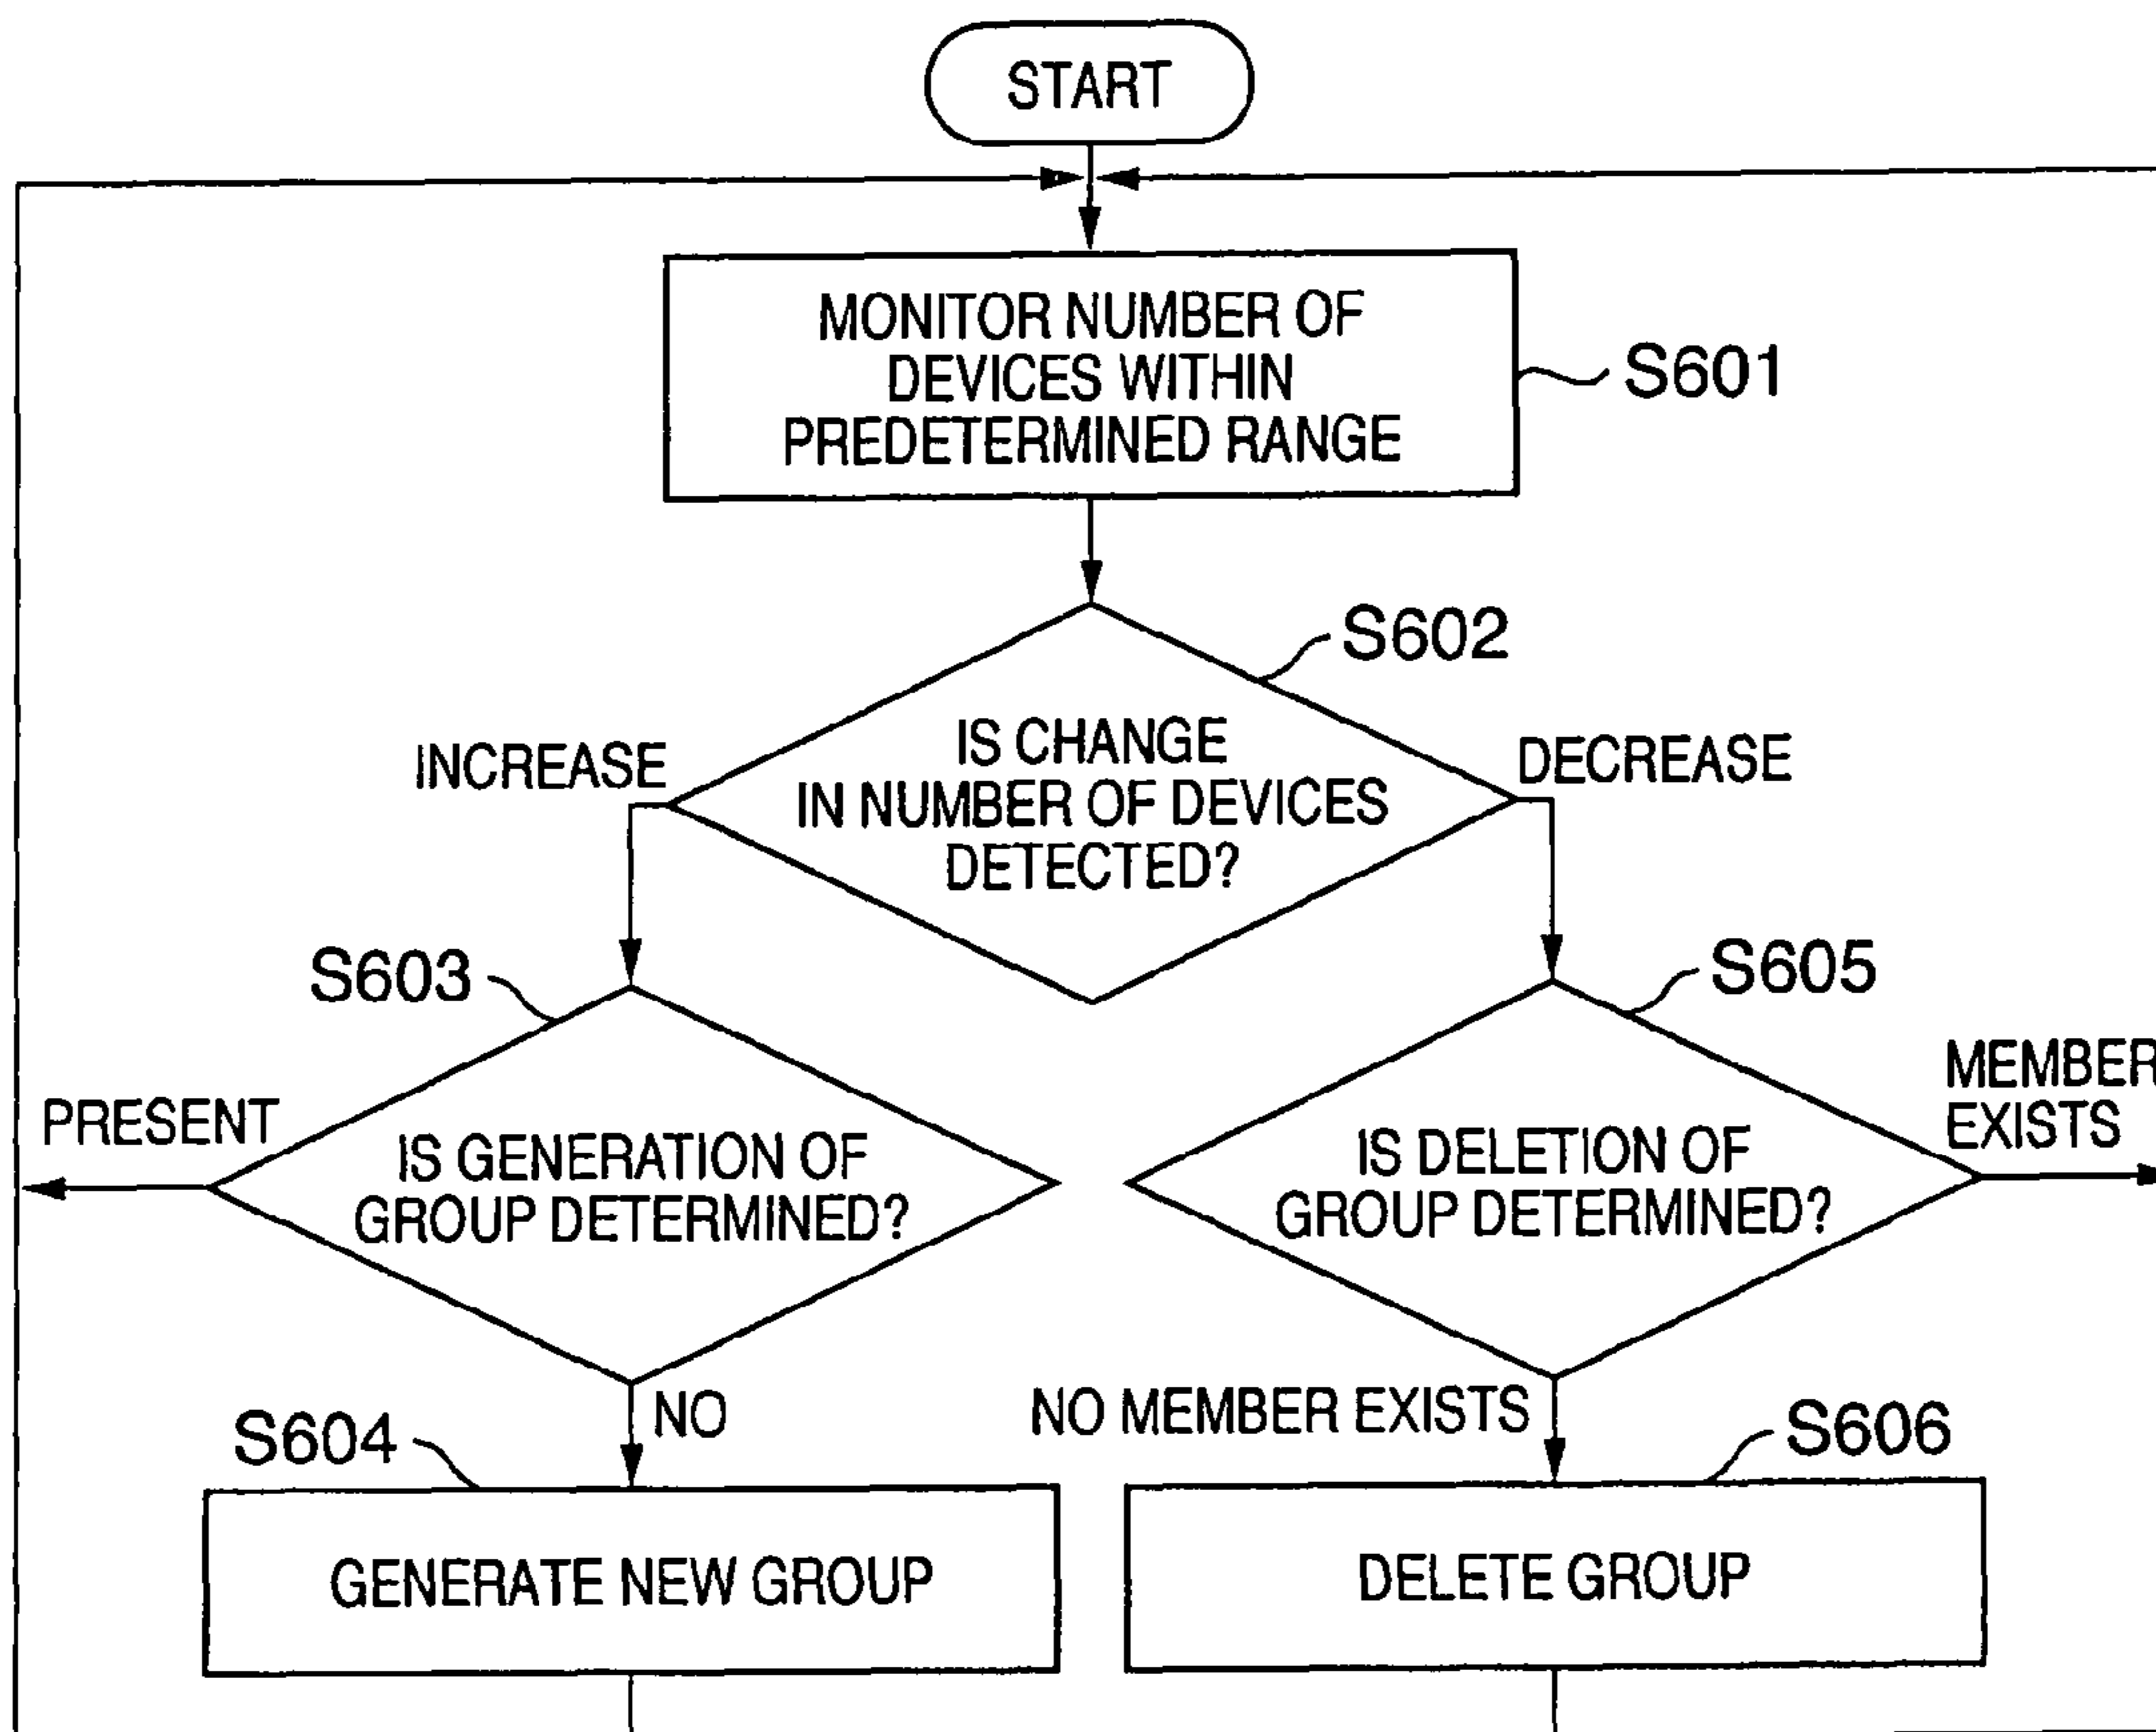 START
MONITOR NUMBER OF
DEVICES WITHIN
PREDETERMINED RANGE
S601
S602
IS CHANGE
IN NUMBER OF DEVICES
DETECTED?
INCREASE
DECREASE
S603
S605
PRESENT
IS GENERATION OF
GROUP DETERMINED?
IS DELETION OF
GROUP DETERMINED?
MEMBER
EXISTS
NO
NO MEMBER EXISTS
S604
S606
GENERATE NEW GROUP
DELETE GROUP